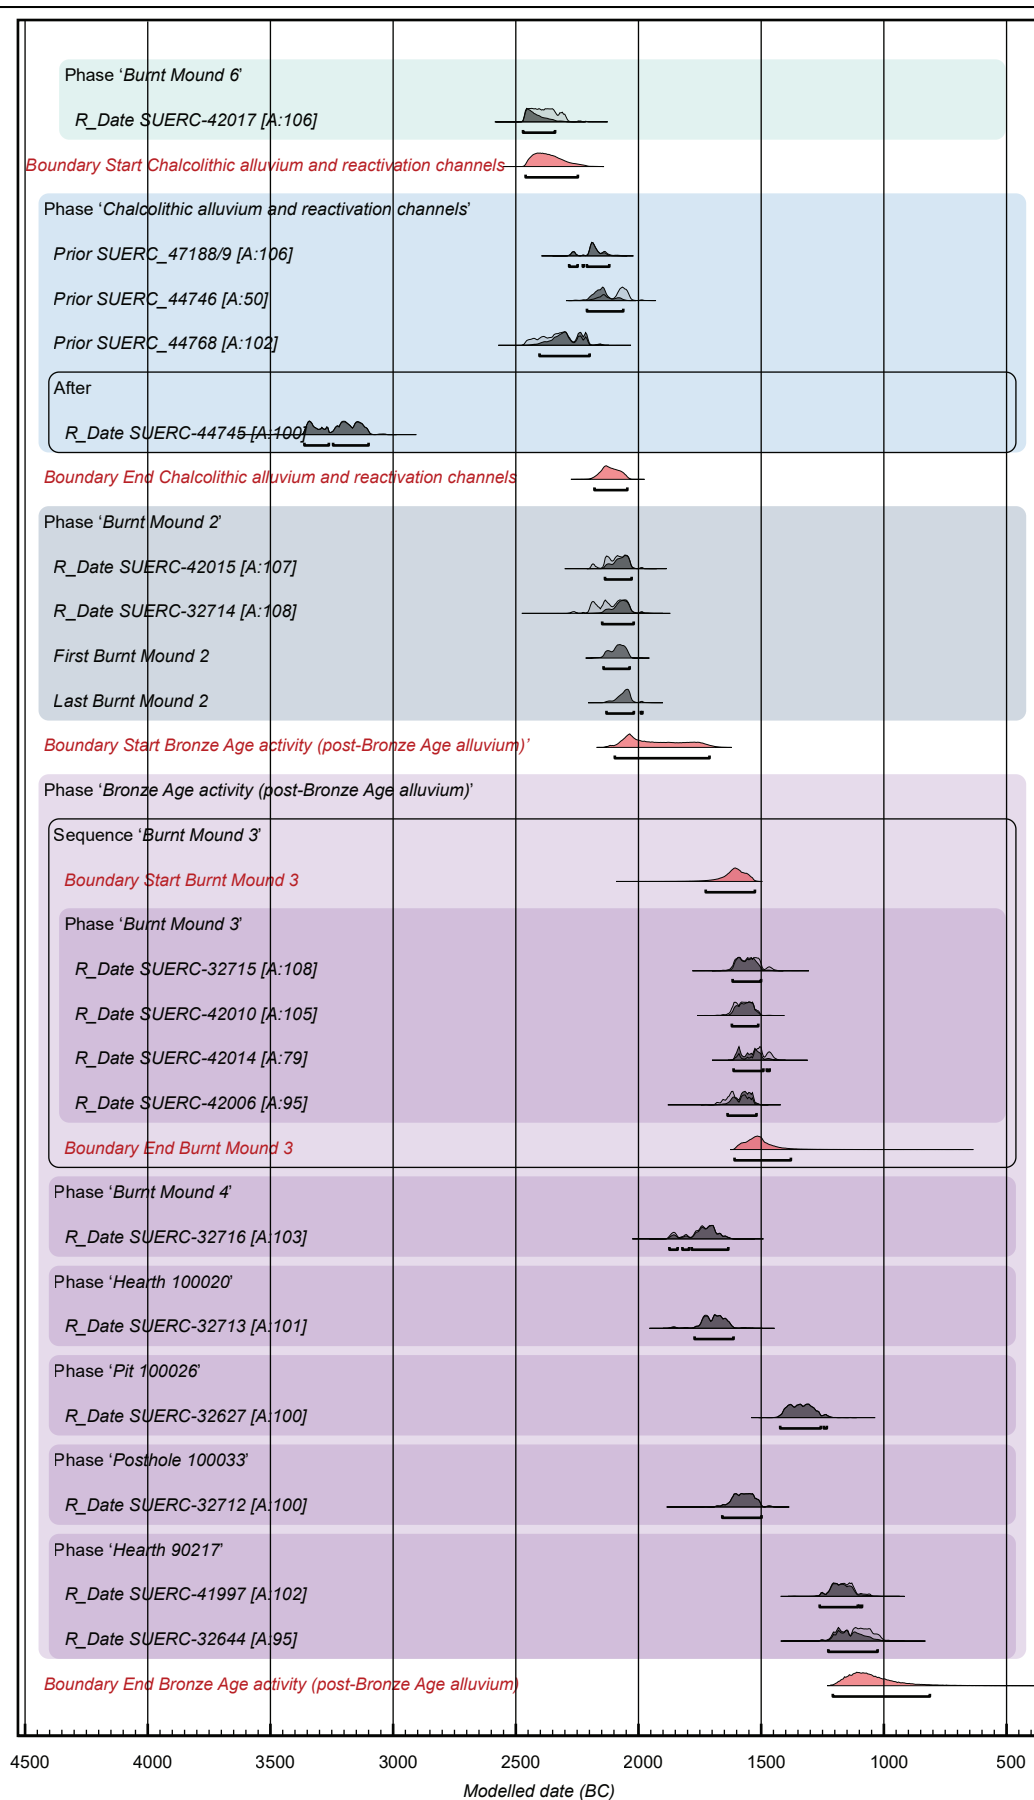 Phase ‘Burnt Mound 6’
R_Date SUERC-42017 [A:106]
Boundary Start Chalcolithic alluvium and reactivation channels
Phase ‘Chalcolithic alluvium and reactivation channels’
Prior SUERC_47188/9 [A:106]
Prior SUERC_44746 [A:50]
Prior SUERC_44768 [A:102]
After
R_Date SUERC-44745 [A:100]
Boundary End Chalcolithic alluvium and reactivation channels
Phase ‘Burnt Mound 2’
R_Date SUERC-42015 [A:107]
R_Date SUERC-32714 [A:108]
First Burnt Mound 2
Last Burnt Mound 2
Boundary Start Bronze Age activity (post-Bronze Age alluvium)’
Phase ‘Bronze Age activity (post-Bronze Age alluvium)’
Sequence ‘Burnt Mound 3’
Boundary Start Burnt Mound 3
Phase ‘Burnt Mound 3’
R_Date SUERC-32715 [A:108]
R_Date SUERC-42010 [A:105]
R_Date SUERC-42014 [A:79]
R_Date SUERC-42006 [A:95]
Boundary End Burnt Mound 3
Phase ‘Burnt Mound 4’
R_Date SUERC-32716 [A:103]
Phase ‘Hearth 100020’
R_Date SUERC-32713 [A:101]
Phase ‘Pit 100026’
R_Date SUERC-32627 [A:100]
Phase ‘Posthole 100033’
R_Date SUERC-32712 [A:100]
Phase ‘Hearth 90217’
R_Date SUERC-41997 [A:102]
R_Date SUERC-32644 [A:95]
Boundary End Bronze Age activity (post-Bronze Age alluvium)
4500 4000 3500 3000 2500 2000 1500 1000 500
Modelled date (BC)